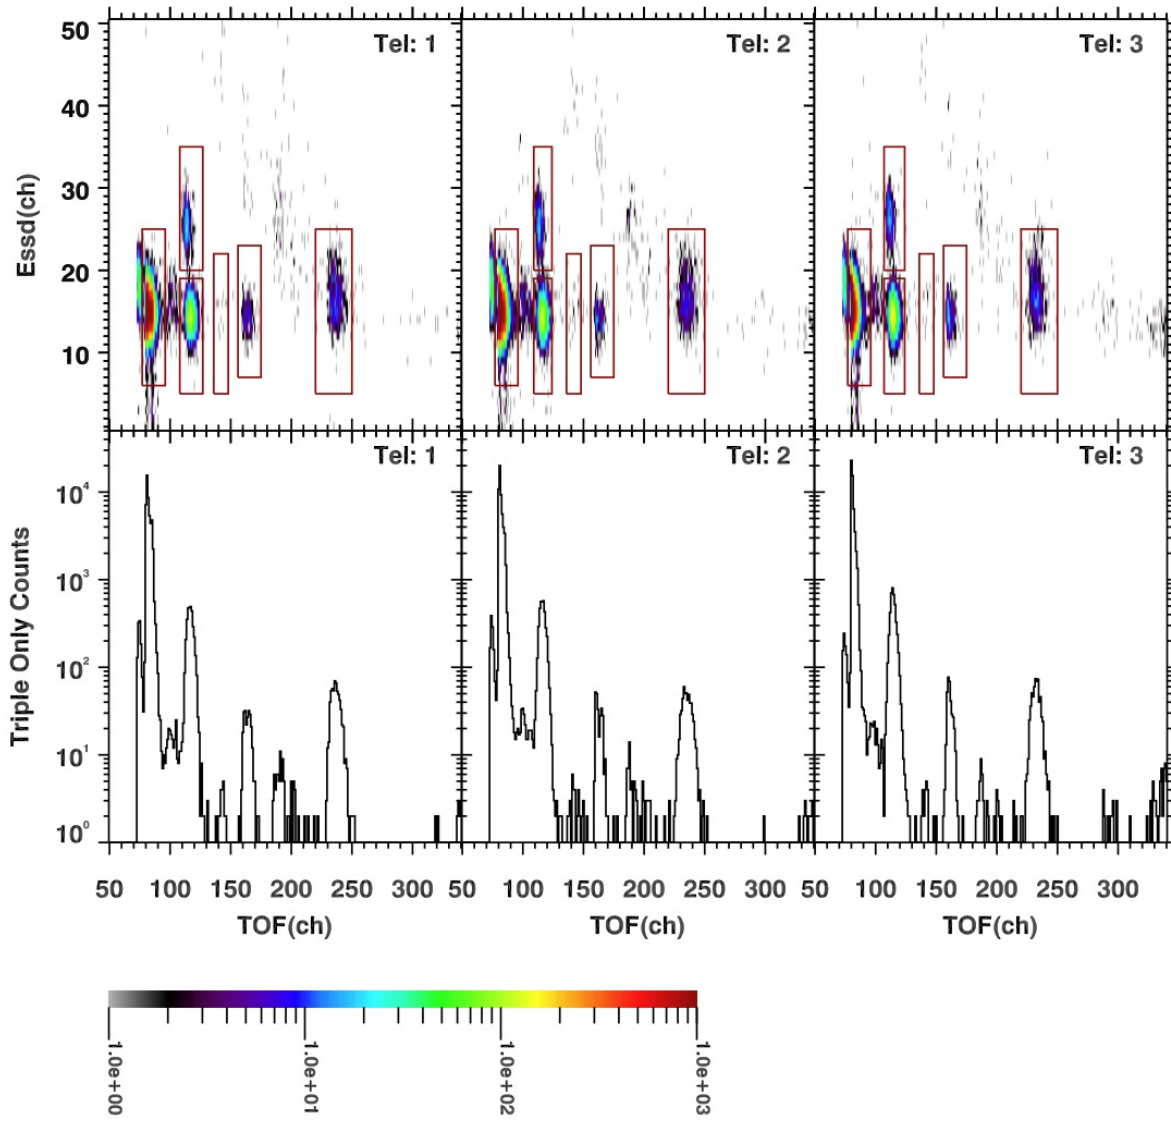 Tel: 1
Tel: 2
Tel: 3
50
40
30
20
10
Essd(ch)
Tel: 1
Tel: 2
Tel: 3
10⁴
10³
10²
10¹
10⁰
Triple Only Counts
50 100 150 200 250 300 50 100 150 200 250 300 50 100 150 200 250 300
TOF(ch) TOF(ch) TOF(ch)
1.0e+00
1.0e+01
1.0e+02
1.0e+03